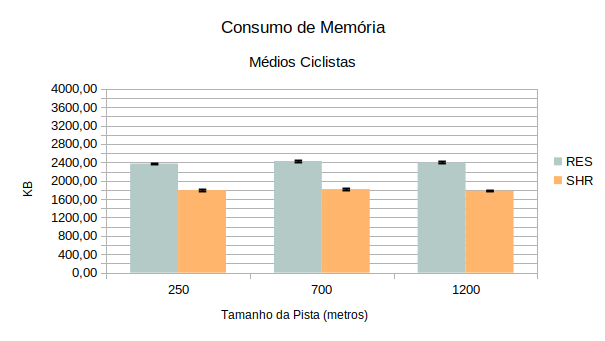 Consumo de Memória
Médios Ciclistas
4000,00
3600,00
3200,00
2800,00
2400,00
2000,00
1600,00
1200,00
800,00
400,00
0,00
KB
250
700
1200
Tamanho da Pista (metros)
RES
SHR